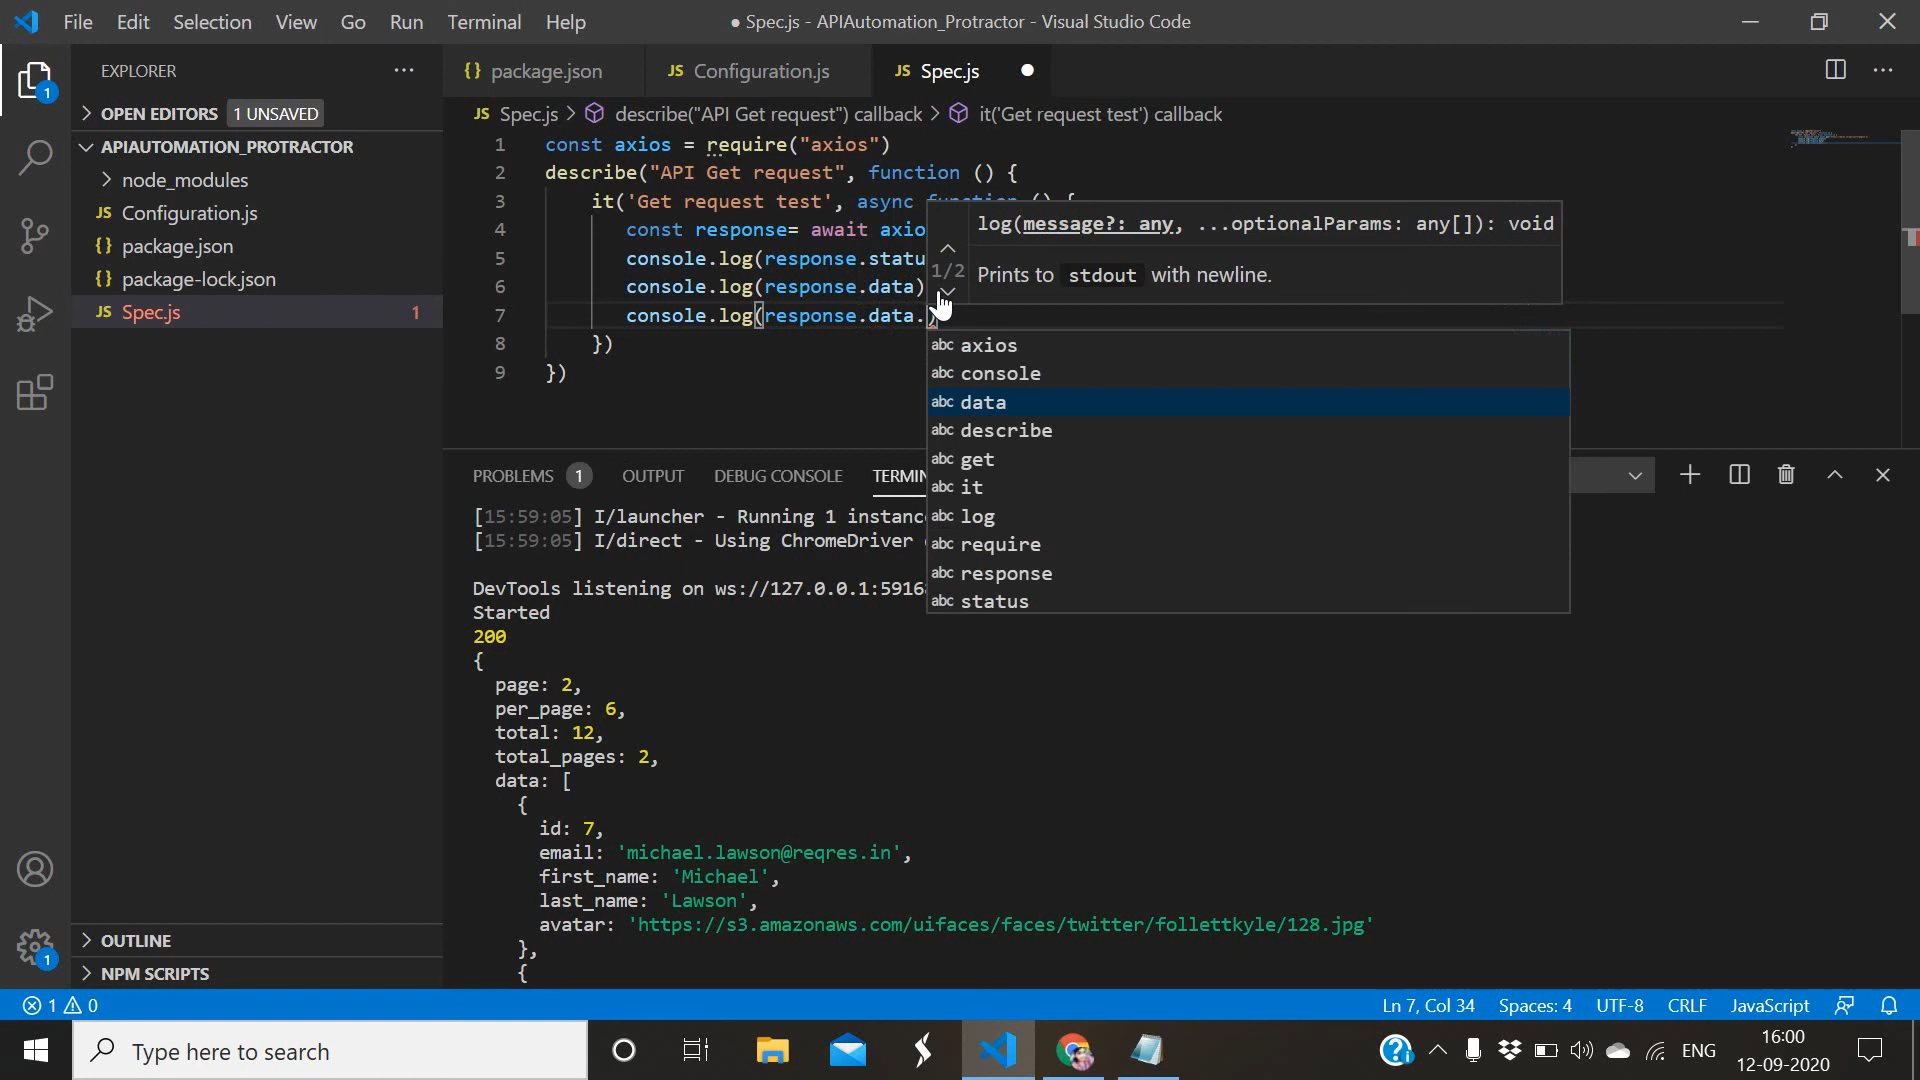 File Edit Selection View Go Run Terminal Help
● Spec.js - APIAutomation_Protractor - Visual Studio Code
EXPLORER
OPEN EDITORS 1 UNSAVED
APIAUTOMATION_PROTRACTOR
node_modules
JS Configuration.js
{} package.json
{} package-lock.json
JS Spec.js 1
OUTLINE
NPM SCRIPTS
1
1
{} package.json
JS Configuration.js
JS Spec.js
JS Spec.js > describe("API Get request") callback > it('Get request test') callback
1 const axios = require("axios")
2 describe("API Get request", function () {
3 it('Get request test', async function () {
4 const response= await axio
5 console.log(response.statu
6 console.log(response.data)
7 console.log(response.data.)
8 })
9 })
log(message?: any, ...optionalParams: any[]): void
1/2
Prints to stdout with newline.
abc axios
abc console
abc data
abc describe
abc get
abc it
abc log
abc require
abc response
abc status
PROBLEMS 1 OUTPUT DEBUG CONSOLE TERMIN
[15:59:05] I/launcher - Running 1 instanc
[15:59:05] I/direct - Using ChromeDriver
DevTools listening on ws://127.0.0.1:5916
Started
200
{
page: 2,
per_page: 6,
total: 12,
total_pages: 2,
data: [
{
id: 7,
email: 'michael.lawson@reqres.in',
first_name: 'Michael',
last_name: 'Lawson',
avatar: 'https://s3.amazonaws.com/uifaces/faces/twitter/follettkyle/128.jpg'
},
{
1 0
Ln 7, Col 34 Spaces: 4 UTF-8 CRLF JavaScript
Type here to search
ENG
16:00
12-09-2020